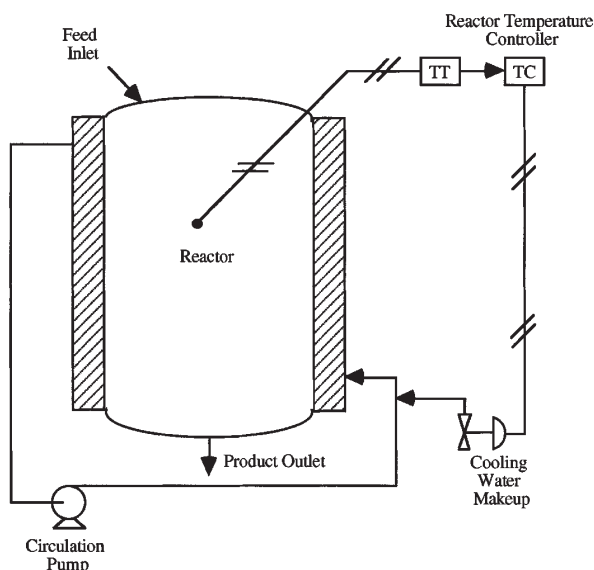 Reactor Temperature
Controller
Feed
Inlet
TT
TC
Reactor
Product Outlet
Cooling
Water
Makeup
Circulation
Pump